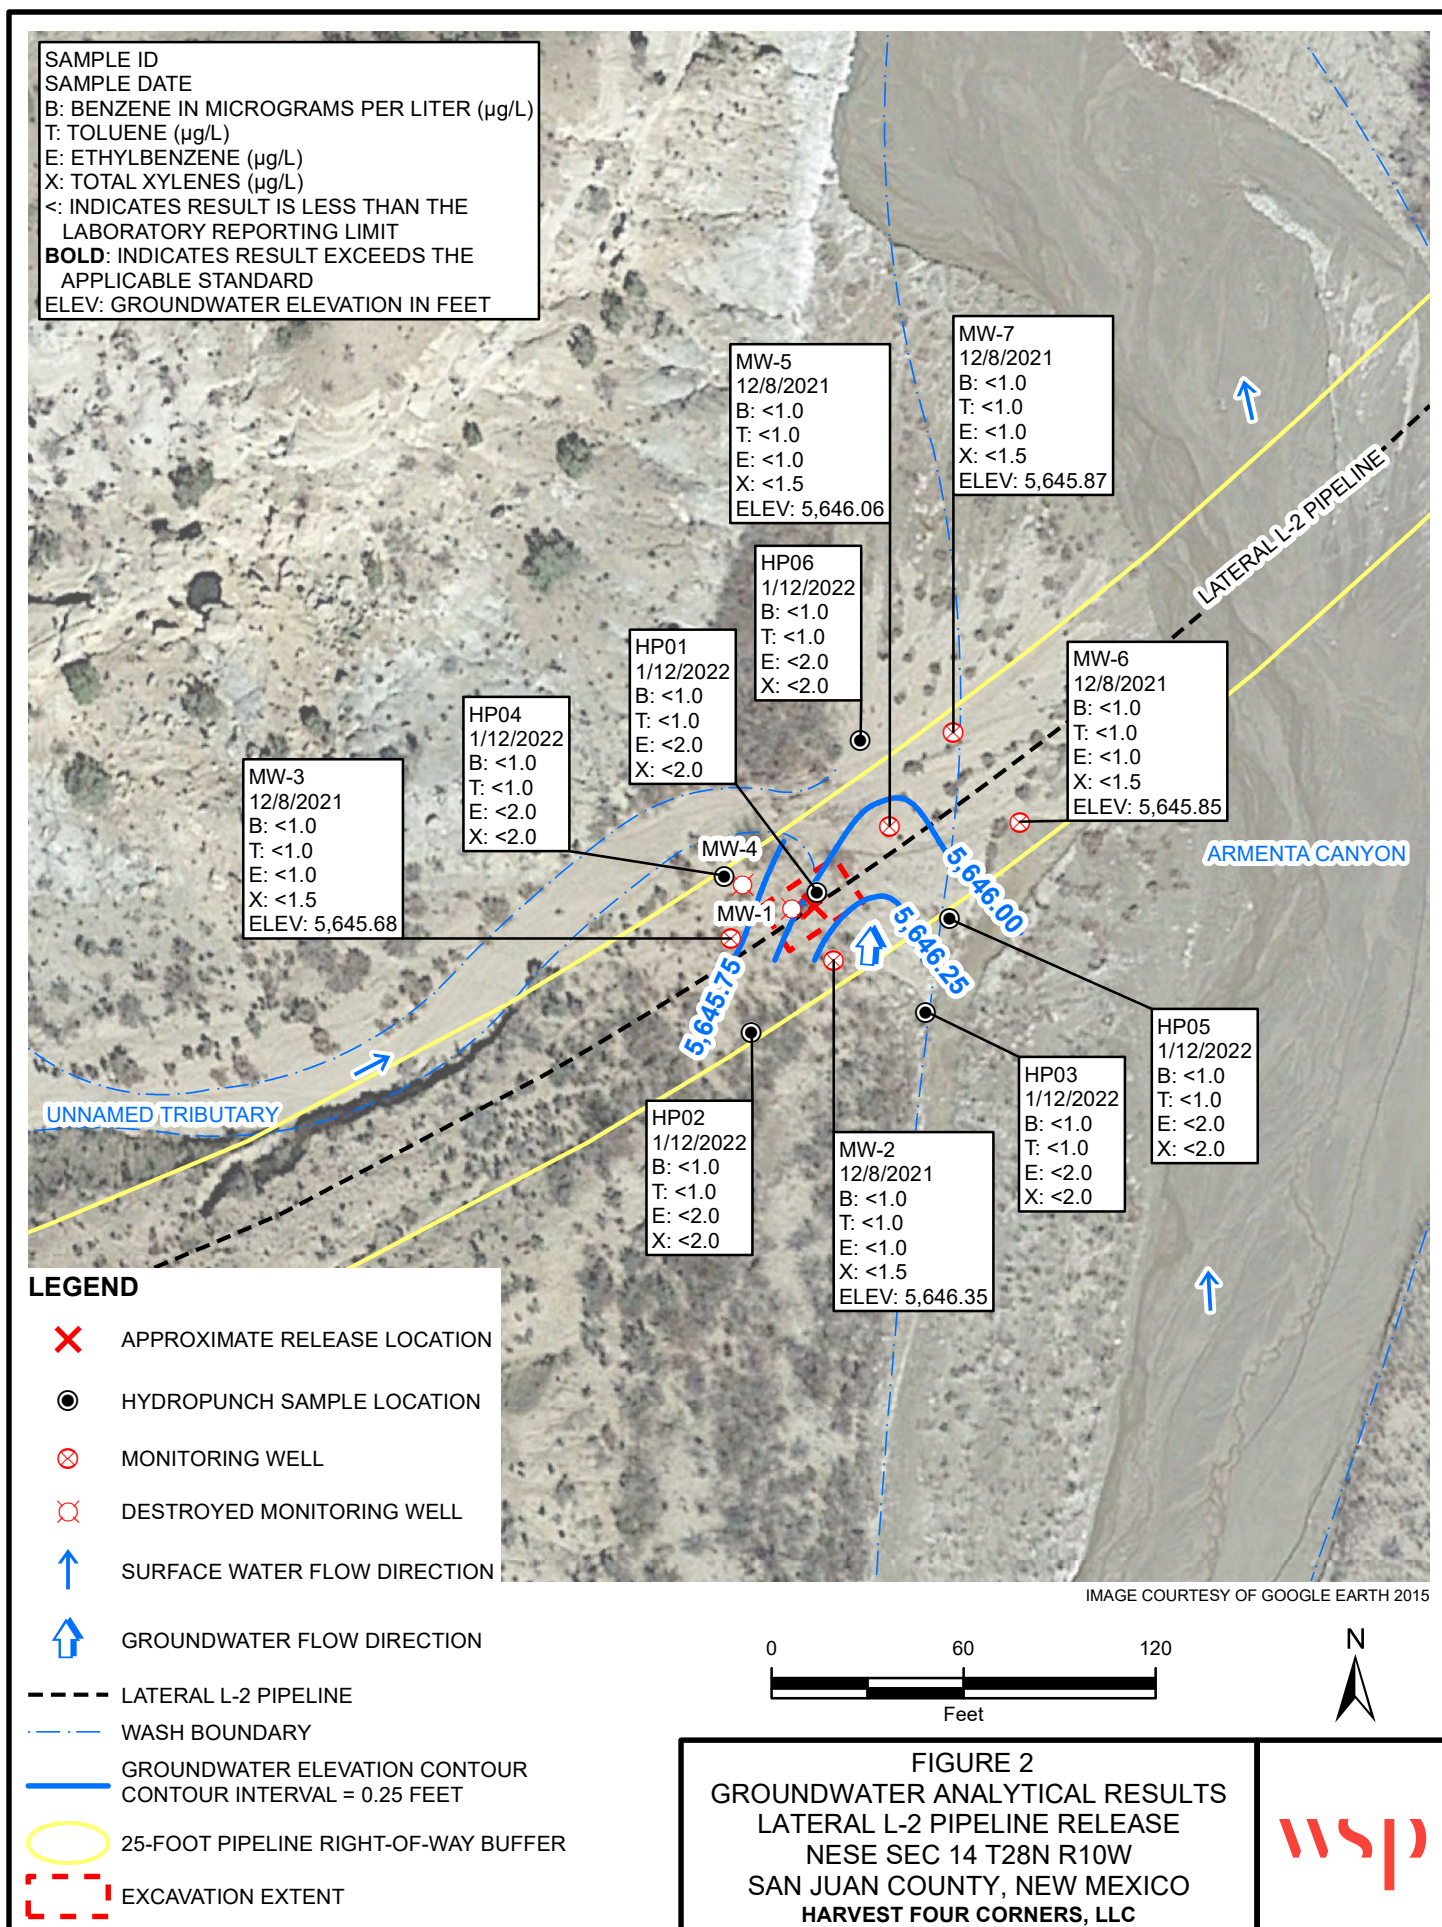 SAMPLE ID
SAMPLE DATE
B: BENZENE IN MICROGRAMS PER LITER (µg/L)
T: TOLUENE (µg/L)
E: ETHYLBENZENE (µg/L)
X: TOTAL XYLENES (µg/L)
<: INDICATES RESULT IS LESS THAN THE
LABORATORY REPORTING LIMIT
BOLD: INDICATES RESULT EXCEEDS THE
APPLICABLE STANDARD
ELEV: GROUNDWATER ELEVATION IN FEET
MW-7
12/8/2021
B: <1.0
T: <1.0
E: <1.0
X: <1.5
ELEV: 5,645.87
MW-5
12/8/2021
B: <1.0
T: <1.0
E: <1.0
X: <1.5
ELEV: 5,646.06
LATERAL L-2 PIPELINE
HP06
1/12/2022
B: <1.0
T: <1.0
E: <2.0
X: <2.0
HP01
1/12/2022
B: <1.0
T: <1.0
E: <2.0
X: <2.0
MW-6
12/8/2021
B: <1.0
T: <1.0
E: <1.0
X: <1.5
ELEV: 5,645.85
HP04
1/12/2022
B: <1.0
T: <1.0
E: <2.0
X: <2.0
MW-3
12/8/2021
B: <1.0
T: <1.0
E: <1.0
X: <1.5
ELEV: 5,645.68
MW-4
MW-1
ARMENTA CANYON
5,646.00
5,646.25
5,645.75
UNNAMED TRIBUTARY
HP05
1/12/2022
B: <1.0
T: <1.0
E: <2.0
X: <2.0
HP03
1/12/2022
B: <1.0
T: <1.0
E: <2.0
X: <2.0
HP02
1/12/2022
B: <1.0
T: <1.0
E: <2.0
X: <2.0
MW-2
12/8/2021
B: <1.0
T: <1.0
E: <1.0
X: <1.5
ELEV: 5,646.35
LEGEND
APPROXIMATE RELEASE LOCATION
HYDROPUNCH SAMPLE LOCATION
MONITORING WELL
DESTROYED MONITORING WELL
SURFACE WATER FLOW DIRECTION
GROUNDWATER FLOW DIRECTION
LATERAL L-2 PIPELINE
WASH BOUNDARY
GROUNDWATER ELEVATION CONTOUR
CONTOUR INTERVAL = 0.25 FEET
25-FOOT PIPELINE RIGHT-OF-WAY BUFFER
EXCAVATION EXTENT
IMAGE COURTESY OF GOOGLE EARTH 2015
0 60 120
Feet
N
FIGURE 2
GROUNDWATER ANALYTICAL RESULTS
LATERAL L-2 PIPELINE RELEASE
NESE SEC 14 T28N R10W
SAN JUAN COUNTY, NEW MEXICO
HARVEST FOUR CORNERS, LLC
wsp